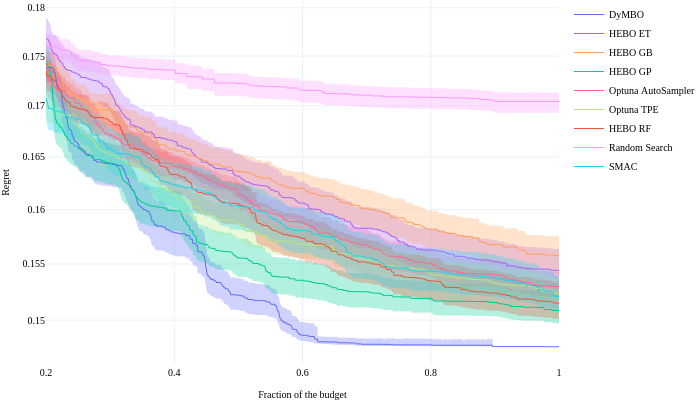 0.18
0.175
0.17
0.165
0.16
0.155
0.15
Regret
0.2
0.4
0.6
0.8
1
Fraction of the budget
DyMBO
HEBO ET
HEBO GB
HEBO GP
Optuna AutoSampler
Optuna TPE
HEBO RF
Random Search
SMAC